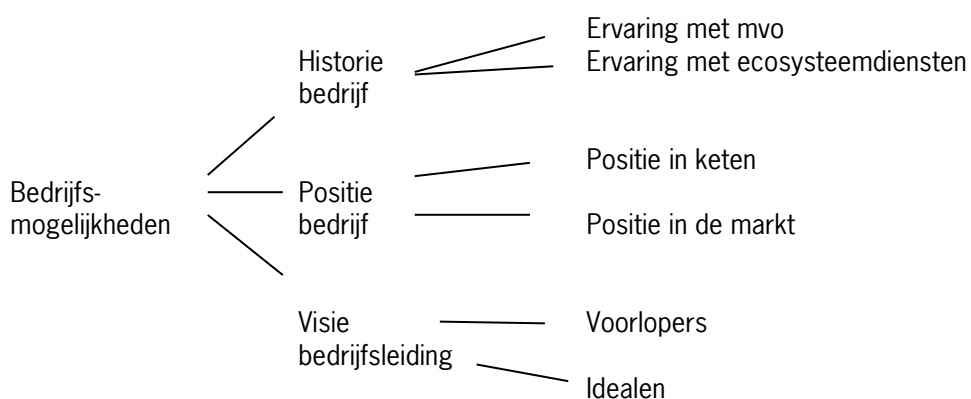 Ervaring met mvo
Historie
Ervaring met ecosysteemdiensten
bedrijf
Positie in keten
Bedrijfs-
Positie
mogelijkheden
bedrijf
Positie in de markt
Visie
Voorlopers
bedrijfsleiding
Idealen